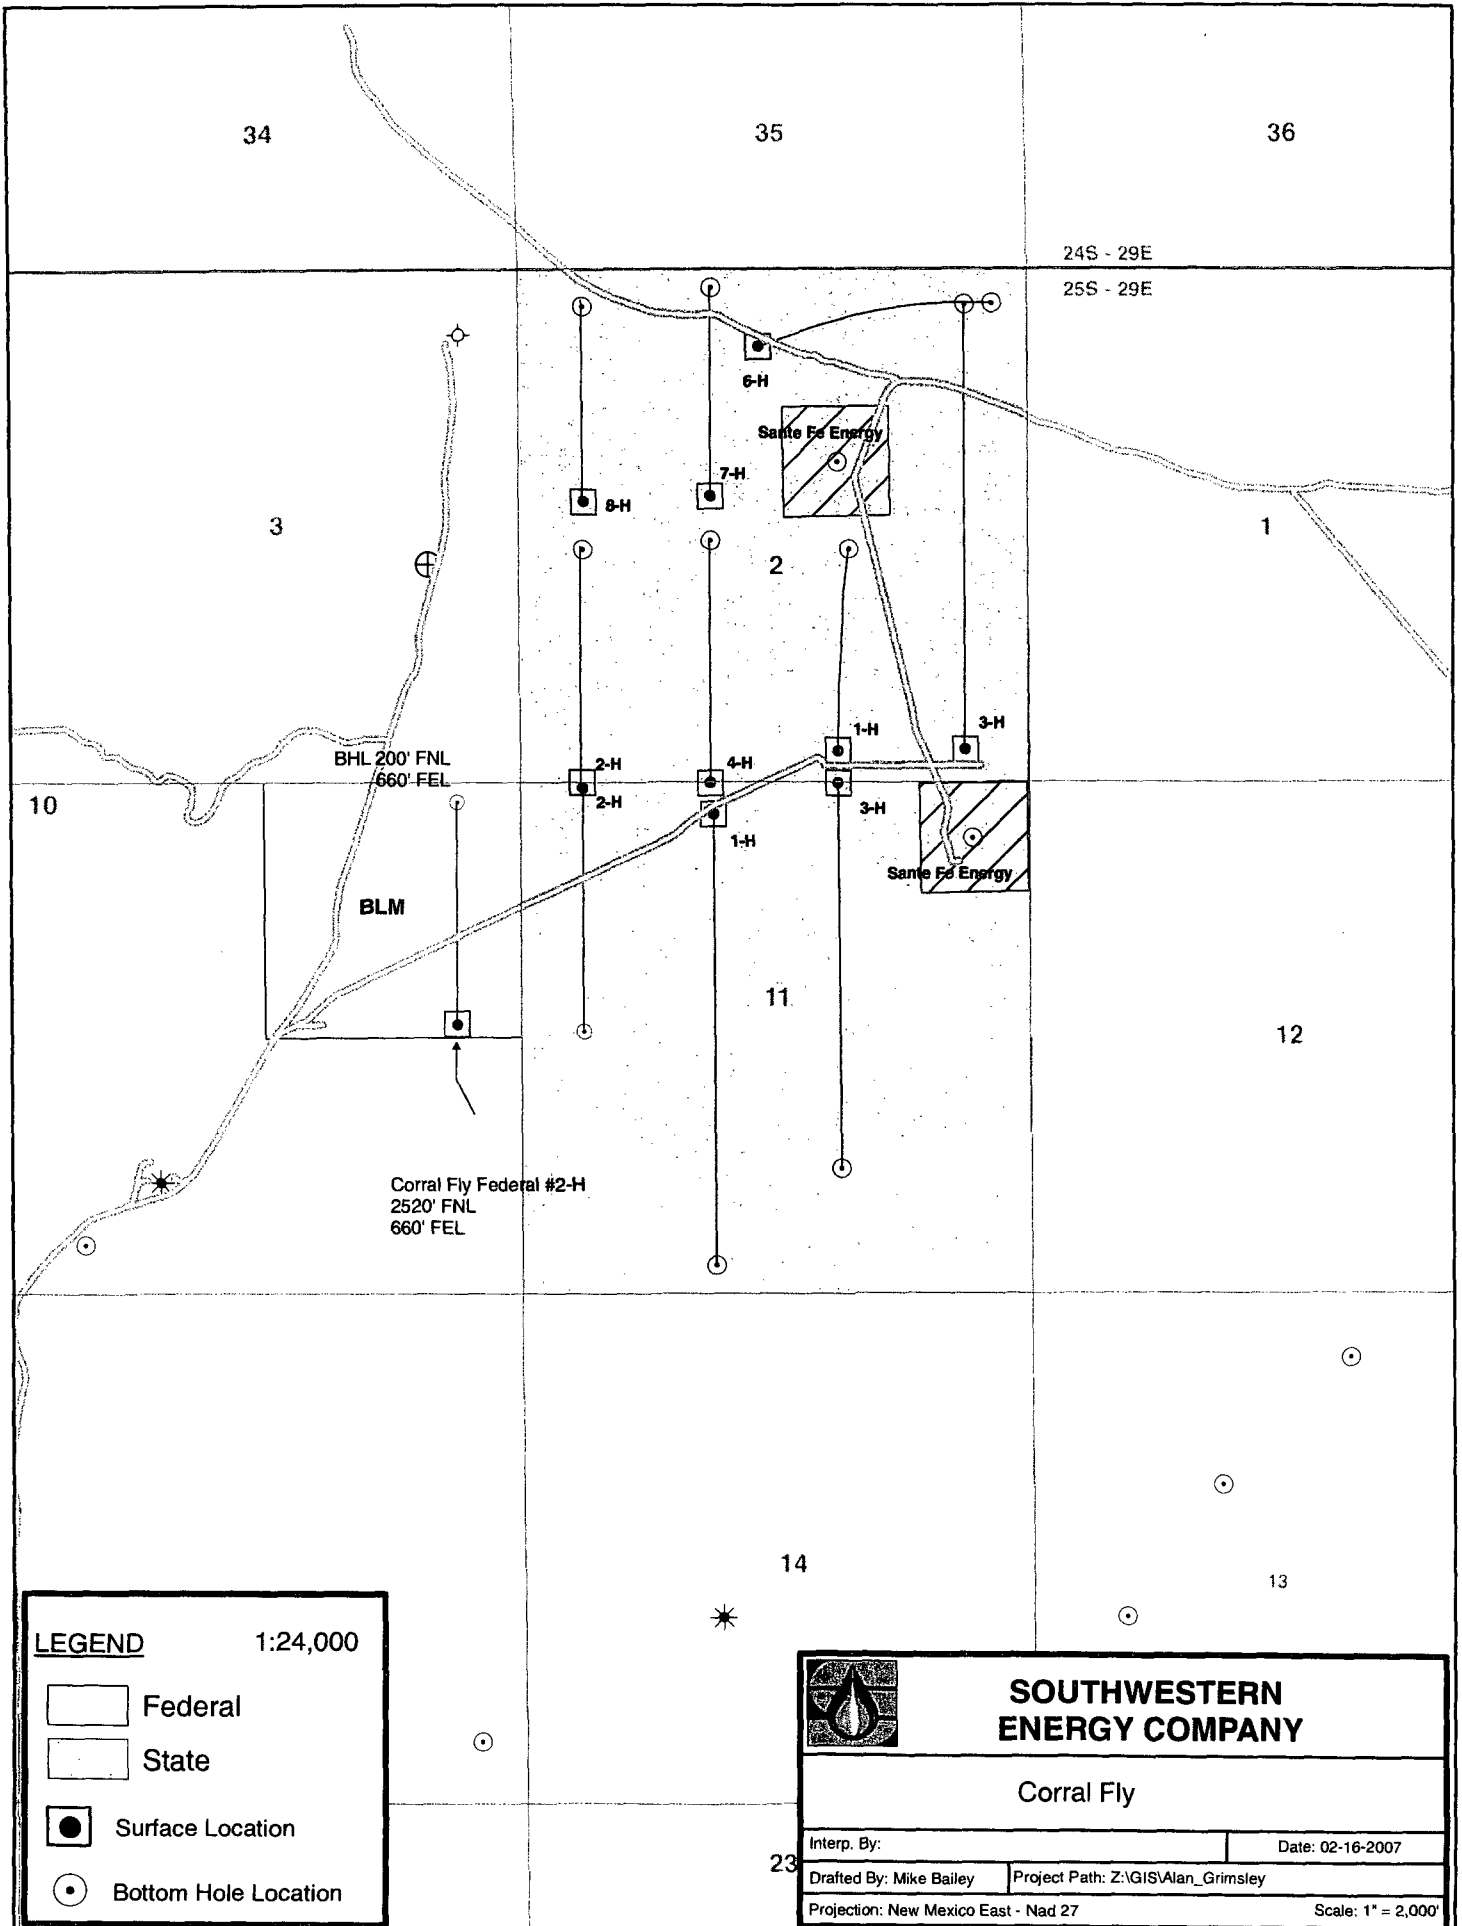 34
35
36
24S - 29E
25S - 29E
6-H
Sante Fe Energy
7-H
8-H
3
2
1
1-H
3-H
BHL 200' FNL
660' FEL
2-H
4-H
10
2-H
3-H
1-H
Sante Fe Energy
BLM
11
12
Corral Fly Federal #2-H
2520' FNL
660' FEL
14
13
23
LEGEND 1:24,000
Federal
State
Surface Location
Bottom Hole Location
SOUTHWESTERN
ENERGY COMPANY
Corral Fly
Interp. By:
Date: 02-16-2007
Drafted By: Mike Bailey
Project Path: Z:\GIS\Alan_Grimsley
Projection: New Mexico East - Nad 27
Scale: 1" = 2,000'